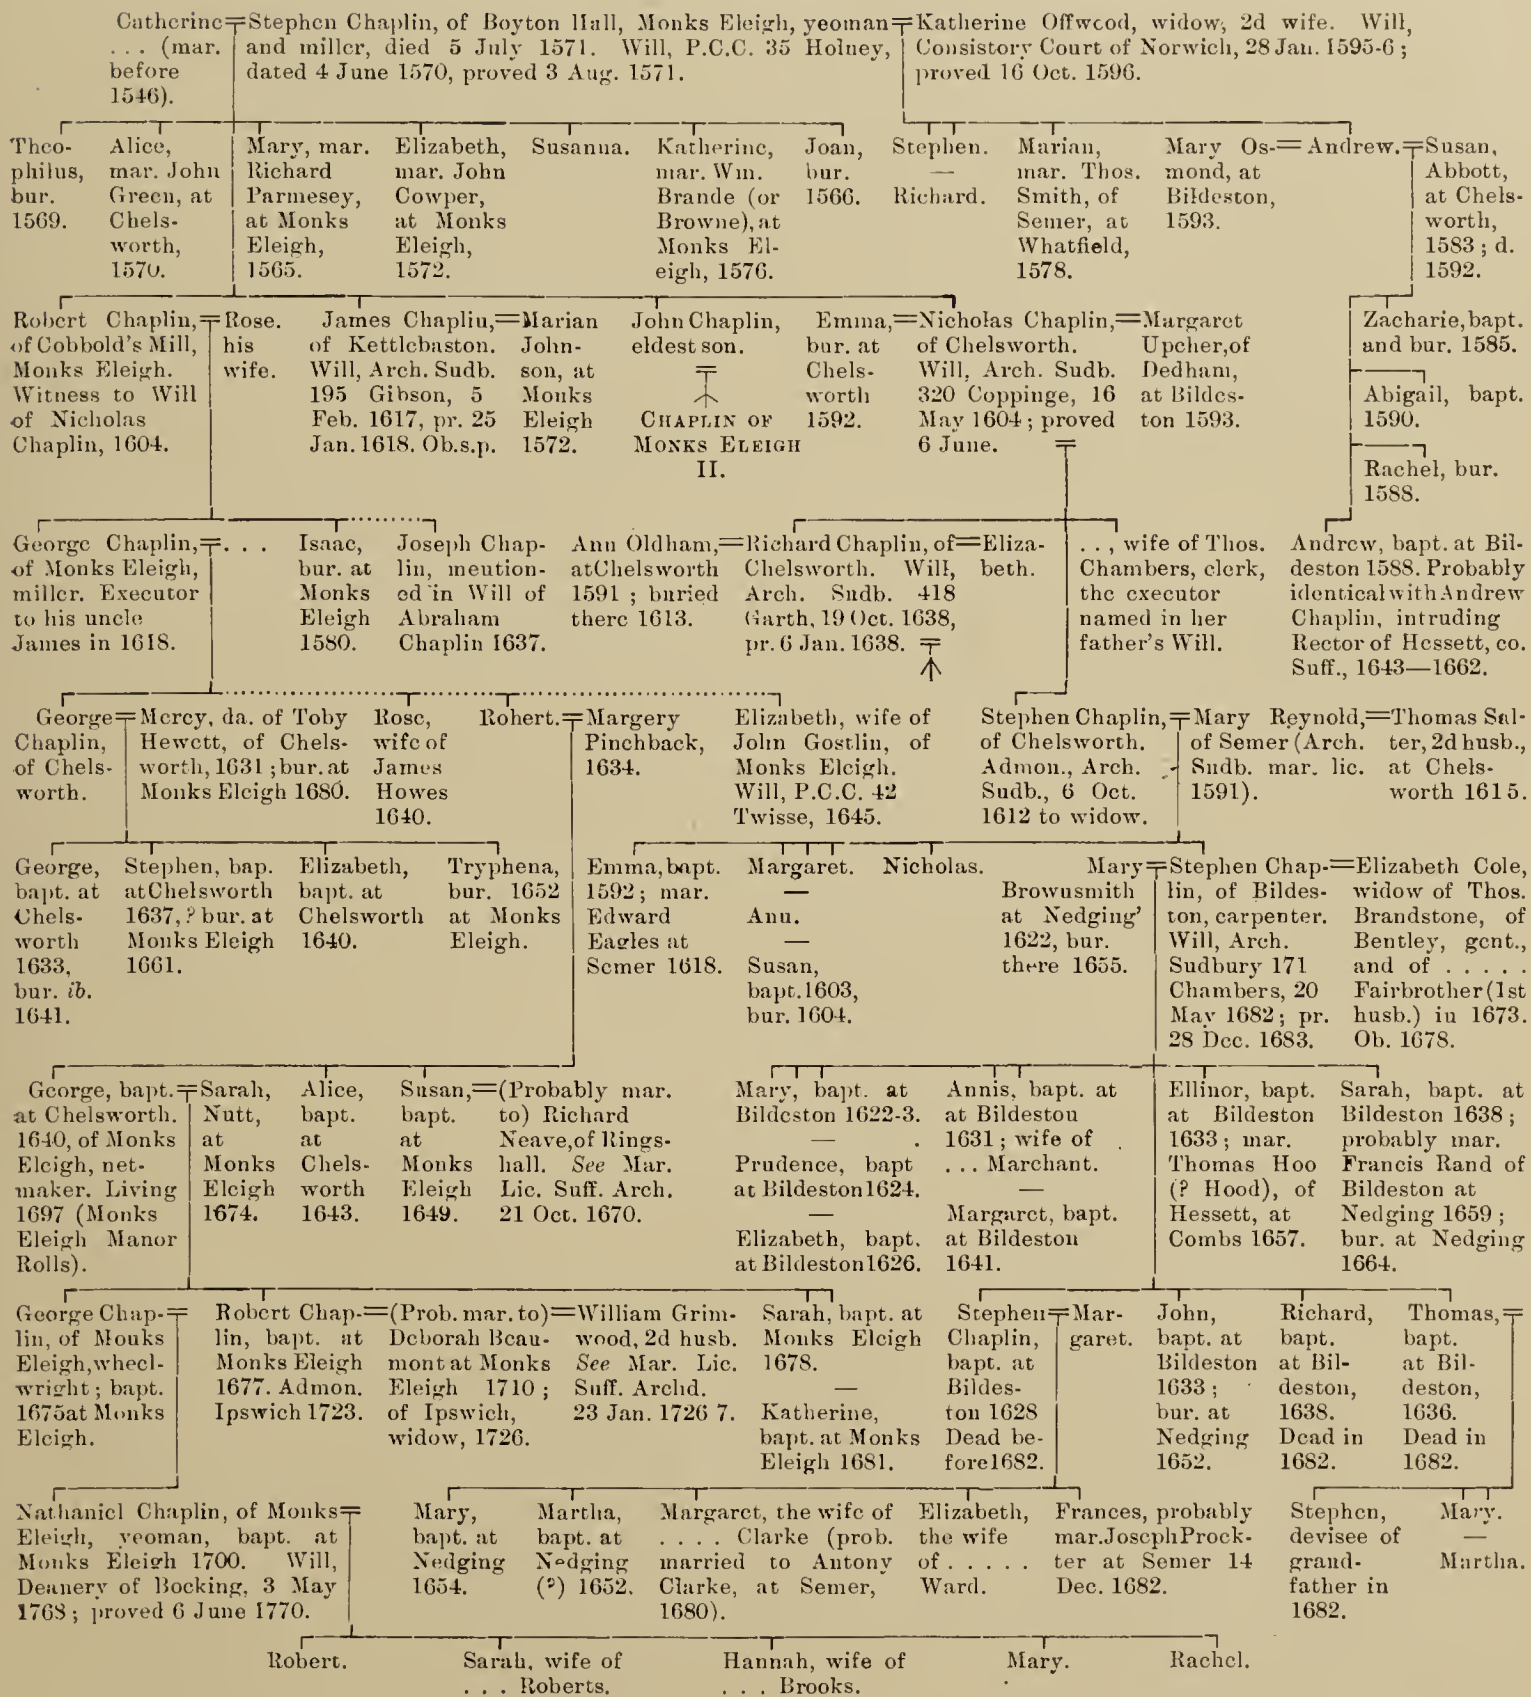 Catherine
. . . (mar.
before
1546).
Stephen Chaplin, of Boyton Hall, Monks Eleigh, yeoman
and miller, died 5 July 1571. Will, P.C.C. 35 Holney,
dated 4 June 1570, proved 3 Aug. 1571.
Katherine Offwood, widow, 2d wife. Will,
Consistory Court of Norwich, 28 Jan. 1595-6;
proved 16 Oct. 1596.
Theo-
philus,
bur.
1569.
Alice,
mar. John
Green, at
Chels-
worth,
1570.
Mary, mar.
Richard
Parmesey,
at Monks
Eleigh,
1565.
Elizabeth,
mar. John
Cowper,
at Monks
Eleigh,
1572.
Susanna.
Katherine,
mar. Wm.
Brande (or
Browne), at
Monks El-
eigh, 1576.
Joan,
bur.
1566.
Stephen.
—
Richard.
Marian,
mar. Thos.
Smith, of
Semer, at
Whatfield,
1578.
Mary Os-
mond, at
Bildeston,
1593.
Andrew.
Susan,
Abbott,
at Chels-
worth,
1583; d.
1592.
Robert Chaplin,
of Cobbold's Mill,
Monks Eleigh.
Witness to Will
of Nicholas
Chaplin, 1604.
Rose.
his
wife.
James Chaplin,
of Kettlebaston.
Will, Arch. Sudb.
195 Gibson, 5
Feb. 1617, pr. 25
Jan. 1618. Ob.s.p.
Marian
John-
son, at
Monks
Eleigh
1572.
John Chaplin,
eldest son.
CHAPLIN OF
MONKS ELEIGH
II.
Emma,
bur. at
Chels-
worth
1592.
Nicholas Chaplin,
of Chelsworth.
Will, Arch. Sudb.
320 Coppinge, 16
May 1604; proved
6 June.
Margaret
Upcher, of
Dedham,
at Bildes-
ton 1593.
Zacharie, bapt.
and bur. 1585.
Abigail, bapt.
1590.
Rachel, bur.
1588.
George Chaplin,
of Monks Eleigh,
miller. Executor
to his uncle
James in 1618.
. . .
Isaac,
bur. at
Monks
Eleigh
1580.
Joseph Chap-
lin, mention-
ed in Will of
Abraham
Chaplin 1637.
Ann Oldham,
at Chelsworth
1591; buried
there 1613.
Richard Chaplin, of
Chelsworth. Will,
Arch. Sudb. 418
Garth, 19 Oct. 1638,
pr. 6 Jan. 1638.
Eliza-
beth.
. . , wife of Thos.
Chambers, clerk,
the executor
named in her
father's Will.
Andrew, bapt. at Bil-
deston 1588. Probably
identical with Andrew
Chaplin, intruding
Rector of Hessett, co.
Suff., 1643—1662.
George
Chaplin,
of Chels-
worth.
Mercy, da. of Toby
Hewett, of Chels-
worth, 1631; bur. at
Monks Eleigh 1680.
Rose,
wife of
James
Howes
1640.
Robert.
Margery
Pinchback,
1634.
Elizabeth, wife of
John Gostlin, of
Monks Eleigh.
Will, P.C.C. 42
Twisse, 1645.
Stephen Chaplin,
of Chelsworth.
Admon., Arch.
Sudb., 6 Oct.
1612 to widow.
Mary Reynold,
of Semer (Arch.
Sudb. mar. lic.
1591).
Thomas Sal-
ter, 2d husb.,
at Chels-
worth 1615.
George,
bapt. at
Chels-
worth
1633,
bur. ib.
1641.
Stephen, bap.
at Chelsworth
1637, ? bur. at
Monks Eleigh
1661.
Elizabeth,
bapt. at
Chelsworth
1640.
Tryphena,
bur. 1652
at Monks
Eleigh.
Emma, bapt.
1592; mar.
Edward
Eagles at
Semer 1618.
Margaret.
—
Ann.
—
Susan,
bapt. 1603,
bur. 1604.
Nicholas.
Mary
Brownsmith
at Nedging
1622, bur.
there 1655.
Stephen Chap-
lin, of Bildes-
ton, carpenter.
Will, Arch.
Sudbury 171
Chambers, 20
May 1682; pr.
28 Dec. 1683.
Elizabeth Cole,
widow of Thos.
Brandstone, of
Bentley, gent.,
and of . . . . .
Fairbrother (1st
husb.) in 1673.
Ob. 1678.
George, bapt.
at Chelsworth.
1640, of Monks
Eleigh, net-
maker. Living
1697 (Monks
Eleigh Manor
Rolls).
Sarah,
Nutt,
at
Monks
Eleigh
1674.
Alice,
bapt.
at
Chels-
worth
1643.
Susan,
bapt.
at
Monks
Eleigh
1649.
(Probably mar.
to) Richard
Neave, of Rings-
hall. See Mar.
Lic. Suff. Arch.
21 Oct. 1670.
Mary, bapt. at
Bildeston 1622-3.
—
Prudence, bapt
at Bildeston 1624.
—
Elizabeth, bapt.
at Bildeston 1626.
Annis, bapt. at
at Bildeston
1631; wife of
. . . Marchant.
—
Margaret, bapt.
at Bildeston
1641.
Ellinor, bapt.
at Bildeston
1633; mar.
Thomas Hoo
(? Hood), of
Hessett, at
Combs 1657.
Sarah, bapt. at
Bildeston 1638;
probably mar.
Francis Rand of
Bildeston at
Nedging 1659;
bur. at Nedging
1664.
George Chap-
lin, of Monks
Eleigh, wheel-
wright; bapt.
1675 at Monks
Eleigh.
Robert Chap-
lin, bapt. at
Monks Eleigh
1677. Admon.
Ipswich 1723.
(Prob. mar. to)
Deborah Beau-
mont at Monks
Eleigh 1710;
of Ipswich,
widow, 1726.
William Grim-
wood, 2d husb.
See Mar. Lic.
Suff. Archd.
23 Jan. 1726 7.
Sarah, bapt. at
Monks Eleigh
1678.
—
Katherine,
bapt. at Monks
Eleigh 1681.
Stephen
Chaplin,
bapt. at
Bildes-
ton 1628
Dead be-
fore 1682.
Mar-
garet.
John,
bapt. at
Bildeston
1633;
bur. at
Nedging
1652.
Richard,
bapt.
at Bil-
deston,
1638.
Dead in
1682.
Thomas,
bapt.
at Bil-
deston,
1636.
Dead in
1682.
Nathaniel Chaplin, of Monks
Eleigh, yeoman, bapt. at
Monks Eleigh 1700. Will,
Deanery of Bocking, 3 May
1768; proved 6 June 1770.
Mary,
bapt. at
Nedging
1654.
Martha,
bapt. at
Nedging
(?) 1652.
Margaret, the wife of
. . . . Clarke (prob.
married to Antony
Clarke, at Semer,
1680).
Elizabeth,
the wife
of . . . . .
Ward.
Frances, probably
mar. Joseph Prock-
ter at Semer 14
Dec. 1682.
Stephen,
devisee of
grand-
father in
1682.
Mary.
—
Martha.
Robert.
Sarah, wife of
. . . Roberts.
Hannah, wife of
. . . Brooks.
Mary.
Rachel.